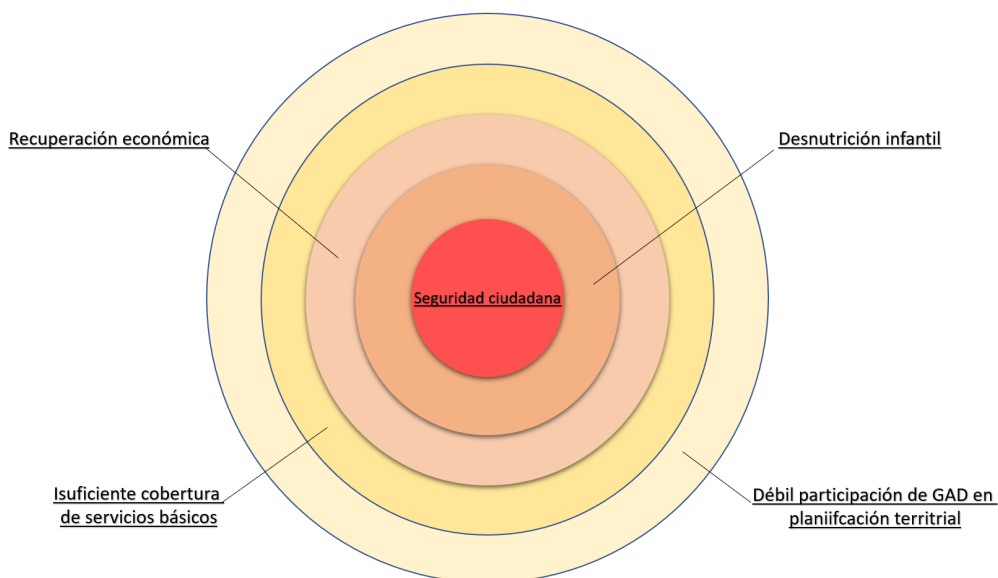 Recuperación económica
Desnutrición infantil
Seguridad ciudadana
Isuficiente cobertura
de servicios básicos
Débil participación de GAD en
planiifcación territrial